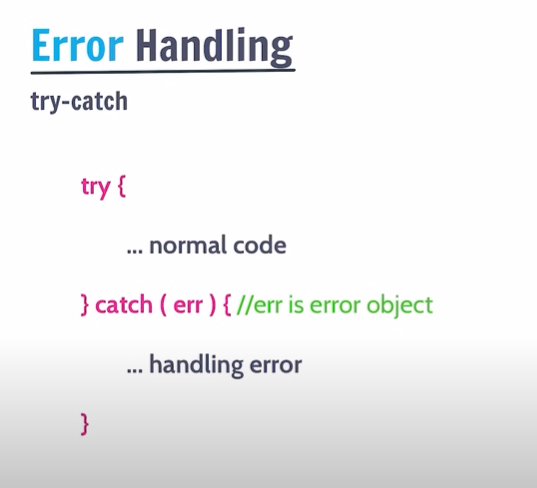 Error Handling
try-catch
try {
... normal code
} catch ( err ) { //err is error object
... handling error
}